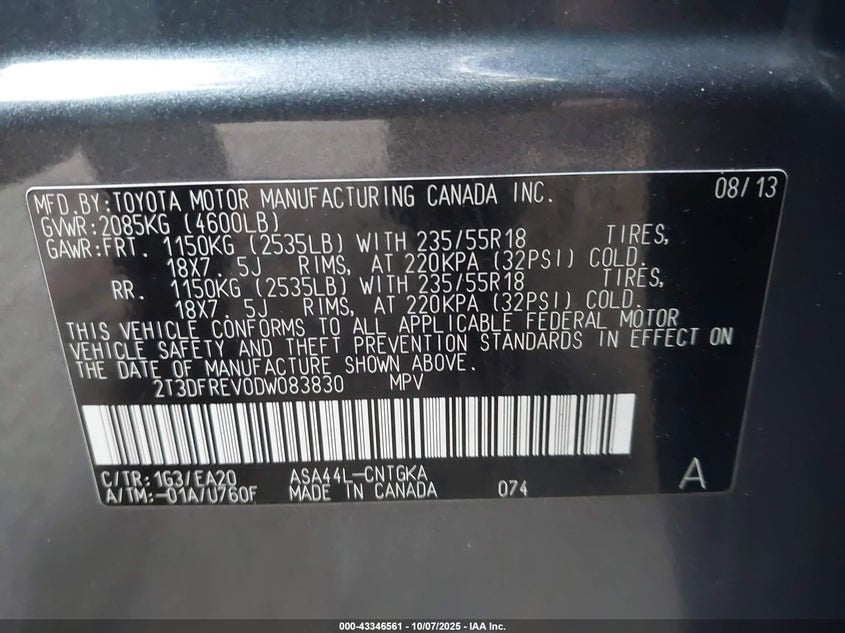 MFD. BY: TOYOTA MOTOR MANUFACTURING CANADA INC. 08/13
GVWR: 2085KG (4600LB)
GAWR: FRT. 1150KG (2535LB) WITH 235/55R18 TIRES,
18X7. 5J RIMS, AT 220KPA (32PSI) COLD.
RR. 1150KG (2535LB) WITH 235/55R18 TIRES,
18X7. 5J RIMS, AT 220KPA (32PSI) COLD.
THIS VEHICLE CONFORMS TO ALL APPLICABLE FEDERAL MOTOR
VEHICLE SAFETY AND THEFT PREVENTION STANDARDS IN EFFECT ON
THE DATE OF MANUFACTURE SHOWN ABOVE.
2T3DFREV0DW083830 MPV
C/TR: 1G3/EA20 ASA44L-CNTGKA
A/TM: -01A/U760F MADE IN CANADA 074 A
000-43346561 | 10/07/2025 - IAA Inc.